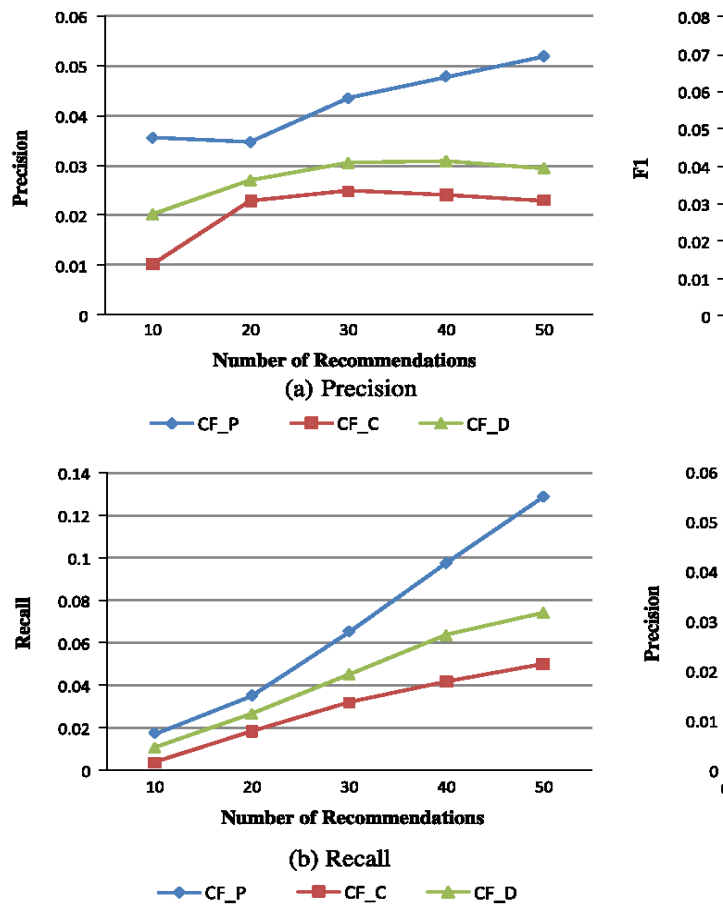 0.06
0.05
0.04
0.03
0.02
0.01
0
Precision
10 20 30 40 50
Number of Recommendations
(a) Precision
CF_P CF_C CF_D
0.08
0.07
0.06
0.05
0.04
0.03
0.02
0.01
0
F1
0.14
0.12
0.1
0.08
0.06
0.04
0.02
0
Recall
10 20 30 40 50
Number of Recommendations
(b) Recall
CF_P CF_C CF_D
0.06
0.05
0.04
0.03
0.02
0.01
0
Precision